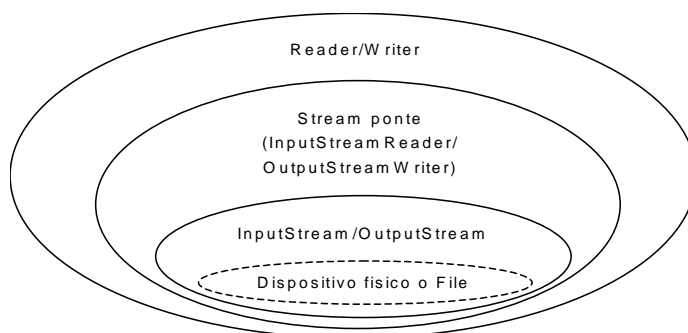 Reader/Writer
Stream ponte
(InputStreamReader/
OutputStreamWriter)
InputStream/OutputStream
Dispositivo fisico o File